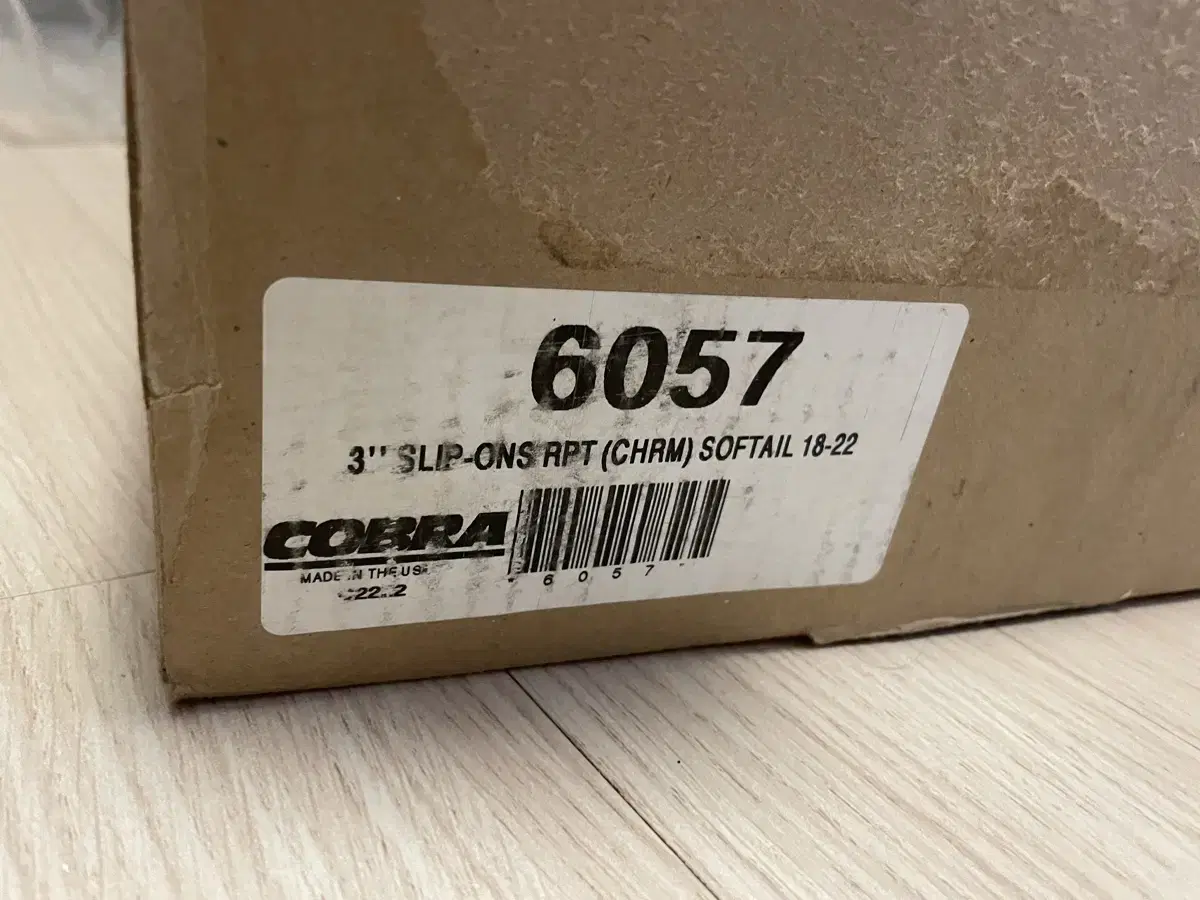 6057
3'' SLIP-ONS RPT (CHRM) SOFTAIL 18-22
COBRA
MADE IN THE USA
6057